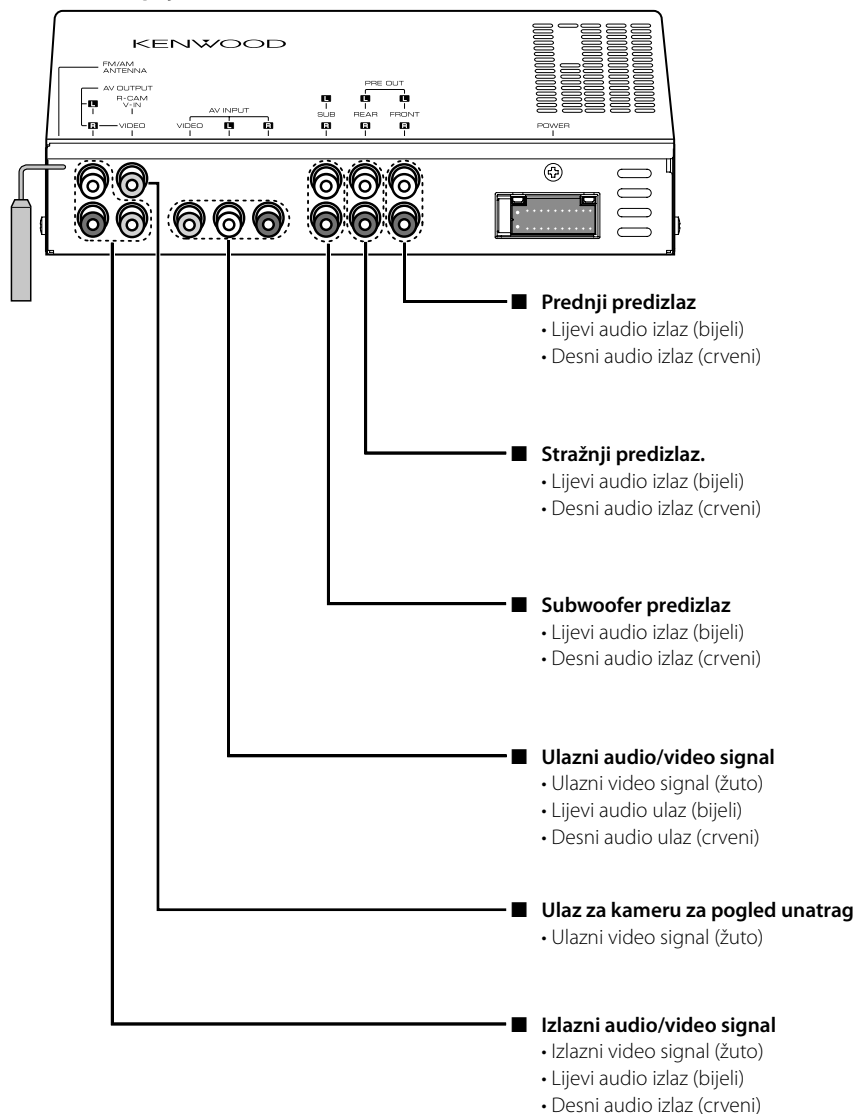 KENWOOD
FM/AM
ANTENNA
AV OUTPUT
L
R-CAM
V-IN
R
VIDEO
AV INPUT
VIDEO
L
R
PRE OUT
L
L
L
SUB
REAR
FRONT
R
R
R
POWER
■ Prednji predizlaz
• Lijevi audio izlaz (bijeli)
• Desni audio izlaz (crveni)
■ Stražnji predizlaz.
• Lijevi audio izlaz (bijeli)
• Desni audio izlaz (crveni)
■ Subwoofer predizlaz
• Lijevi audio izlaz (bijeli)
• Desni audio izlaz (crveni)
■ Ulazni audio/video signal
• Ulazni video signal (žuto)
• Lijevi audio ulaz (bijeli)
• Desni audio ulaz (crveni)
■ Ulaz za kameru za pogled unatrag
• Ulazni video signal (žuto)
■ Izlazni audio/video signal
• Izlazni video signal (žuto)
• Lijevi audio izlaz (bijeli)
• Desni audio izlaz (crveni)